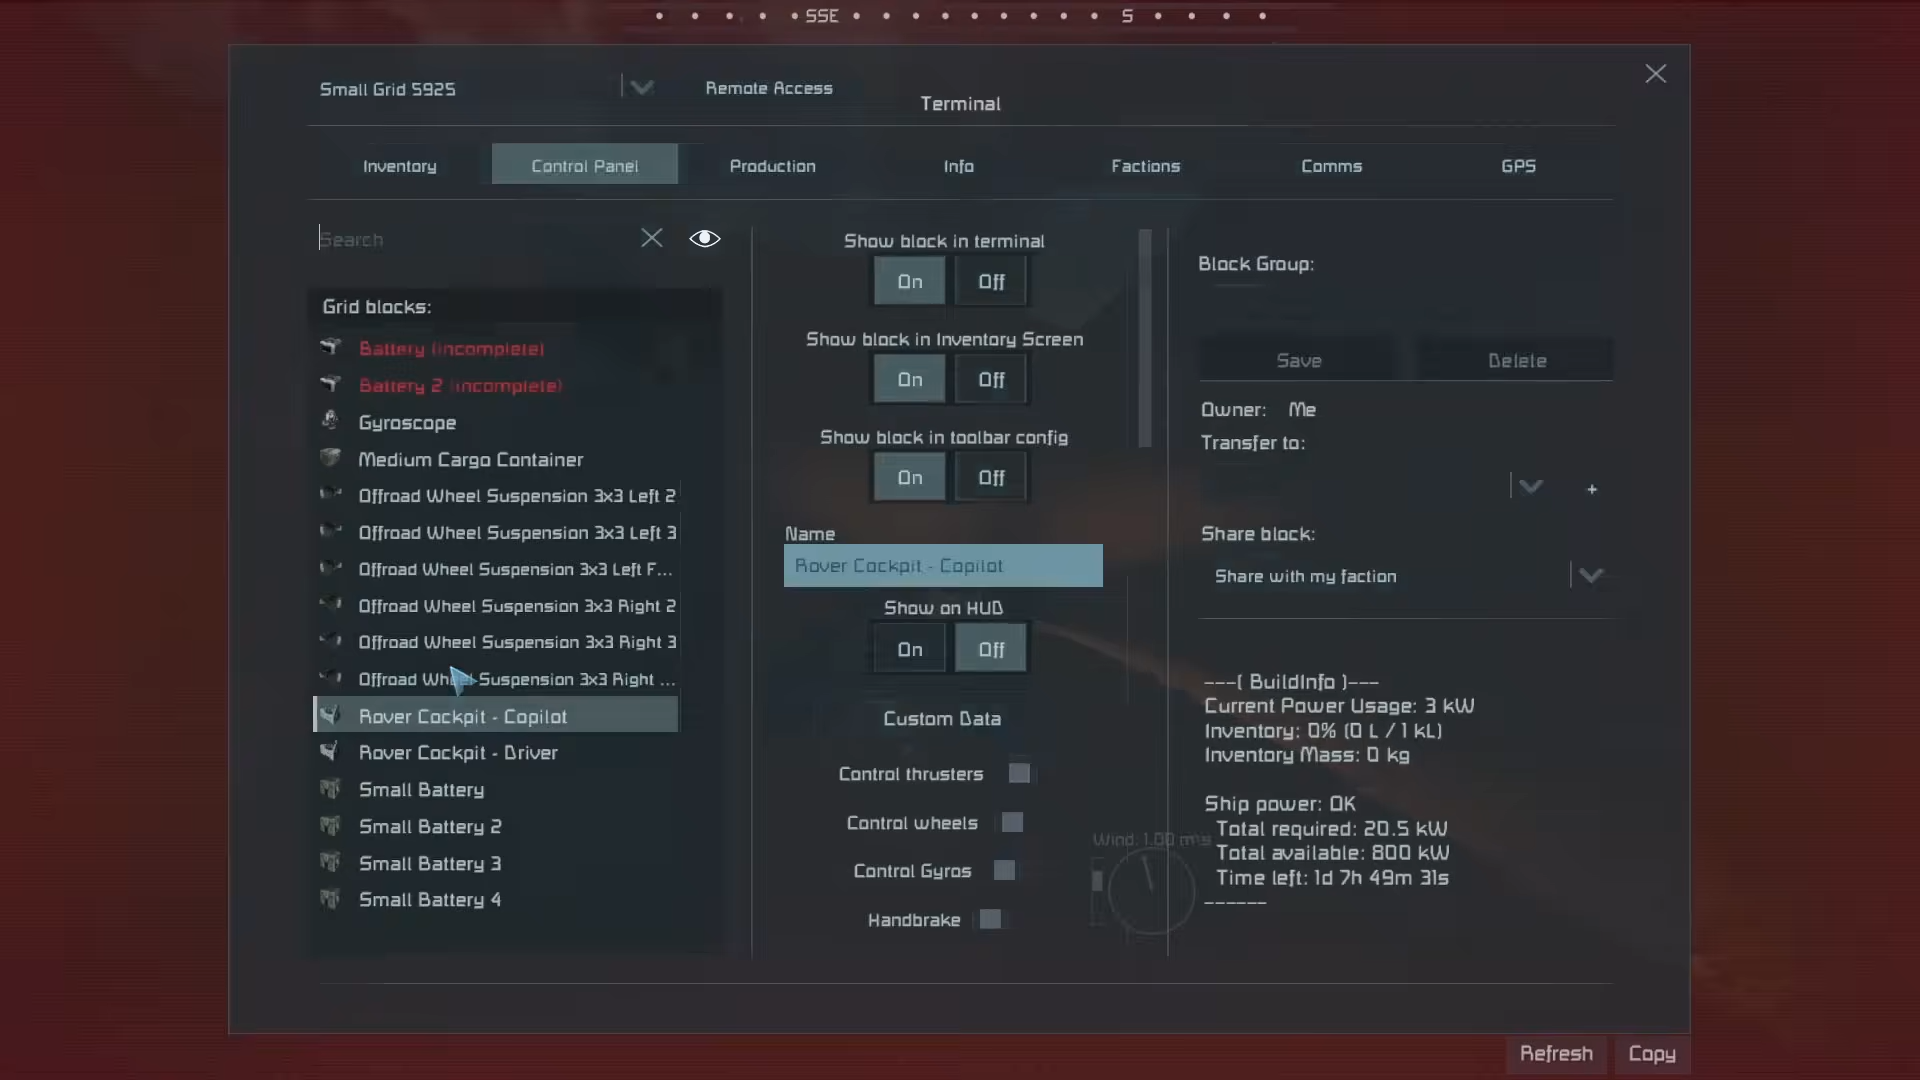 SSE
S
Small Grid 5925
Remote Access
Terminal
Inventory
Control Panel
Production
Info
Factions
Comms
GPS
Search
Grid blocks:
Battery (incomplete)
Battery 2 (incomplete)
Gyroscope
Medium Cargo Container
Offroad Wheel Suspension 3x3 Left 2
Offroad Wheel Suspension 3x3 Left 3
Offroad Wheel Suspension 3x3 Left F...
Offroad Wheel Suspension 3x3 Right 2
Offroad Wheel Suspension 3x3 Right 3
Offroad Wheel Suspension 3x3 Right ...
Rover Cockpit - Copilot
Rover Cockpit - Driver
Small Battery
Small Battery 2
Small Battery 3
Small Battery 4
Show block in terminal
On Off
Show block in Inventory Screen
On Off
Show block in toolbar config
On Off
Name
Rover Cockpit - Copilot
Show on HUD
On Off
Custom Data
Control thrusters
Control wheels
Control Gyros
Handbrake
Wind: 1.00 m/s
Block Group:
Save Delete
Owner: Me
Transfer to:
+
Share block:
Share with my faction
---( BuildInfo )---
Current Power Usage: 3 kW
Inventory: 0% (0 L / 1 kL)
Inventory Mass: 0 kg
Ship power: OK
Total required: 20.5 kW
Total available: 800 kW
Time left: 1d 7h 49m 31s
------
Refresh Copy